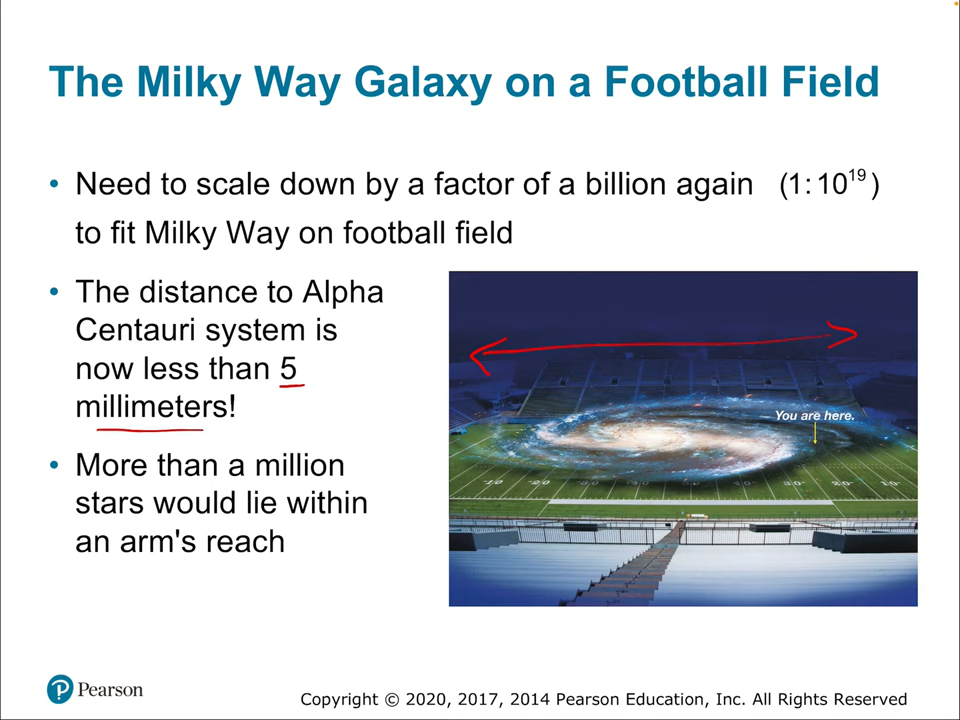 The Milky Way Galaxy on a Football Field
• Need to scale down by a factor of a billion again (1:10¹⁹)
to fit Milky Way on football field
• The distance to Alpha
Centauri system is
now less than 5
millimeters!
You are here.
• More than a million
stars would lie within
an arm's reach
Pearson
Copyright © 2020, 2017, 2014 Pearson Education, Inc. All Rights Reserved